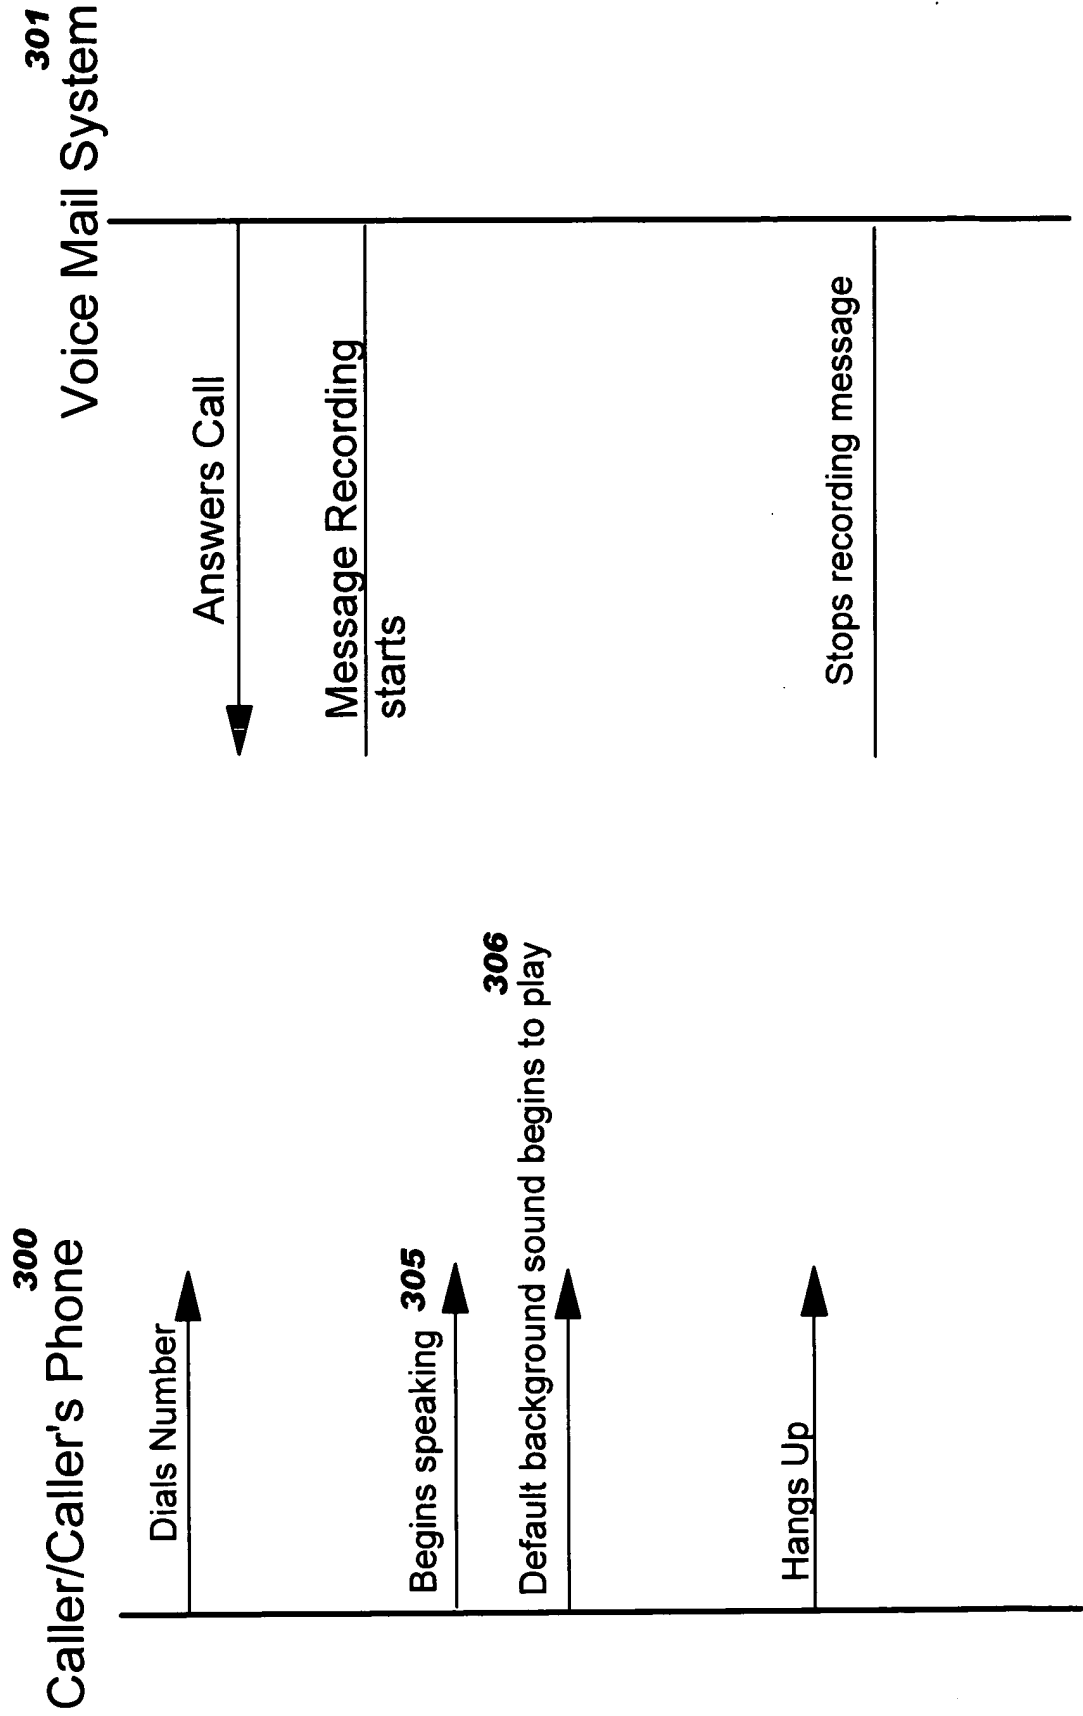 300
Caller/Caller's Phone
301
Voice Mail System
Dials Number
Answers Call
Message Recording
starts
Begins speaking 305
306
Default background sound begins to play
Hangs Up
Stops recording message